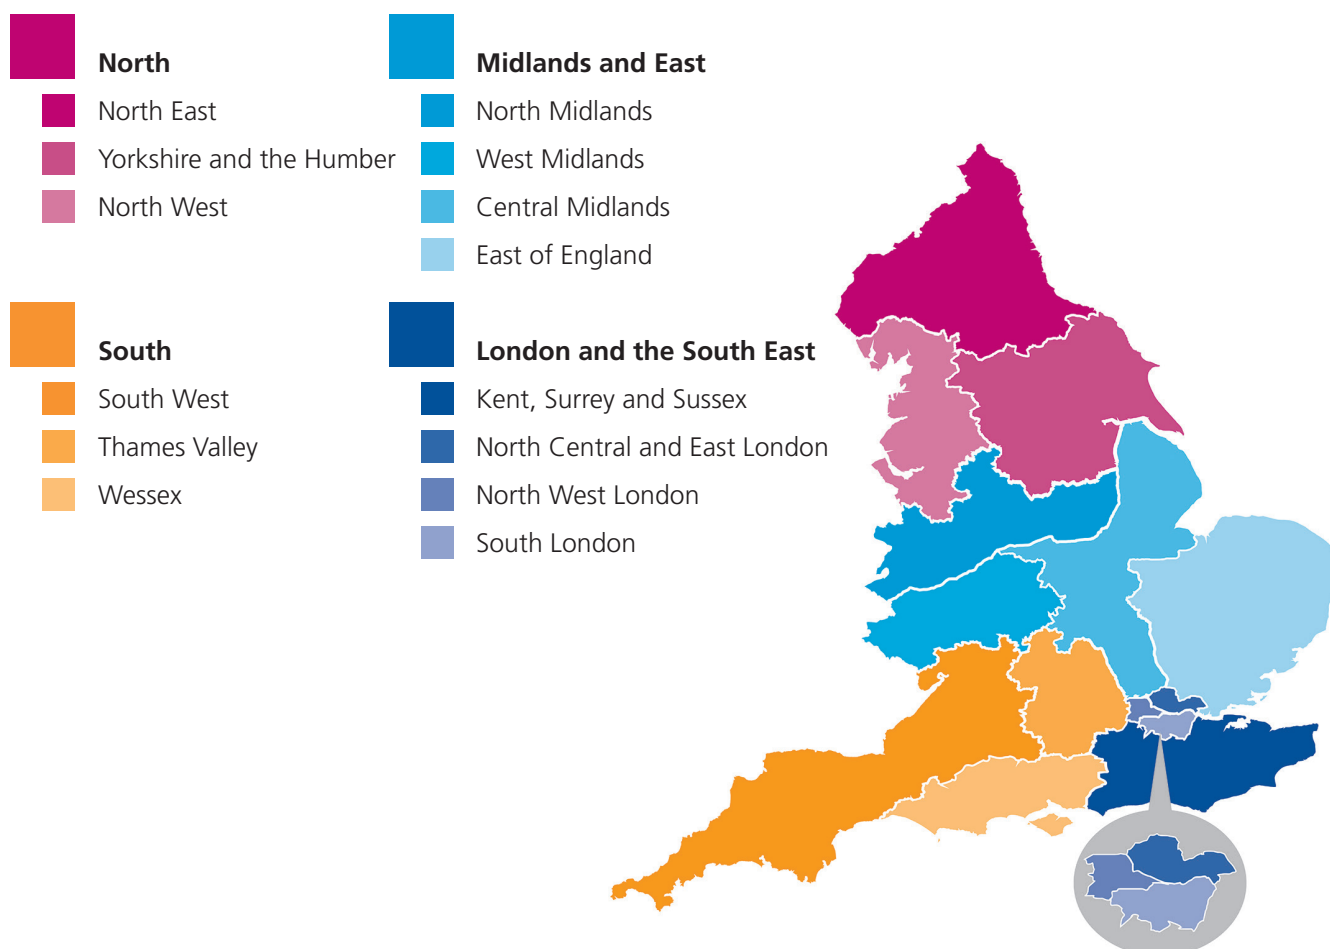 North
North East
Yorkshire and the Humber
North West
Midlands and East
North Midlands
West Midlands
Central Midlands
East of England
South
South West
Thames Valley
Wessex
London and the South East
Kent, Surrey and Sussex
North Central and East London
North West London
South London